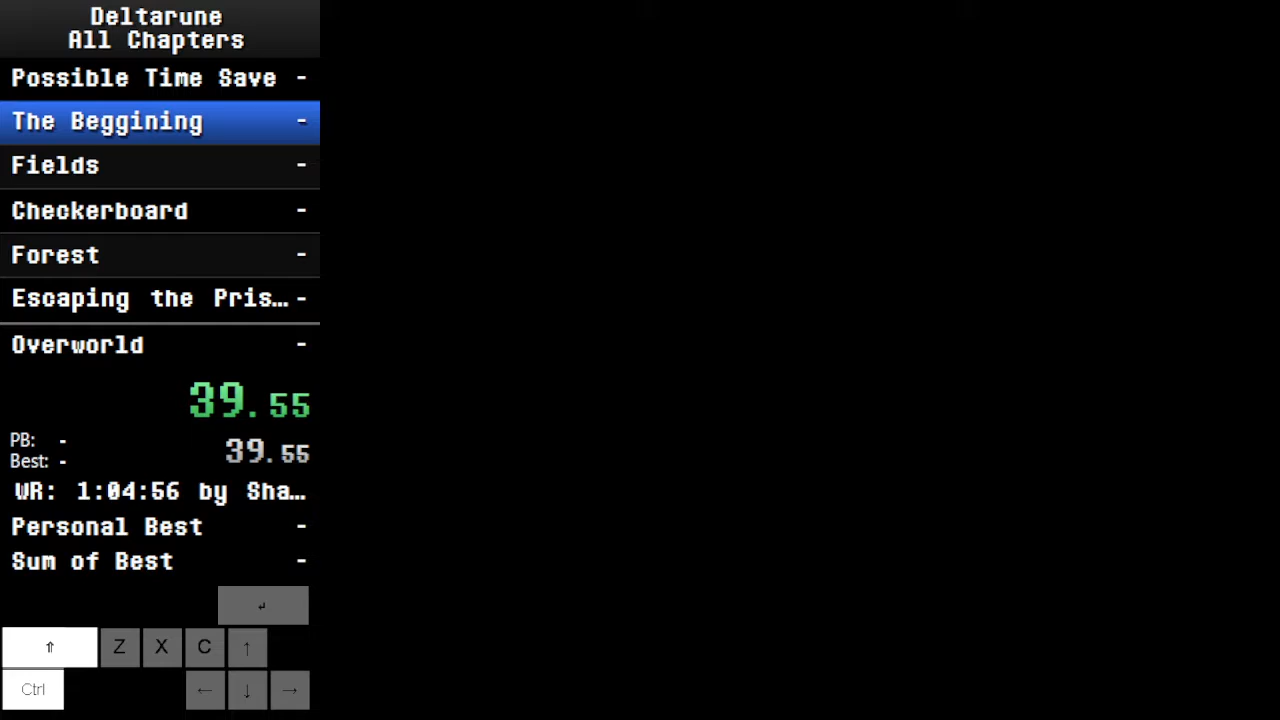 Deltarune
All Chapters
Possible Time Save -
The Beggining -
Fields -
Checkerboard -
Forest -
Escaping the Pris… -
Overworld -
39.55
PB: - 39.55
Best: -
WR: 1:04:56 by Sha…
Personal Best -
Sum of Best -
↵
⇧ Z X C ↑
Ctrl ← ↓ →